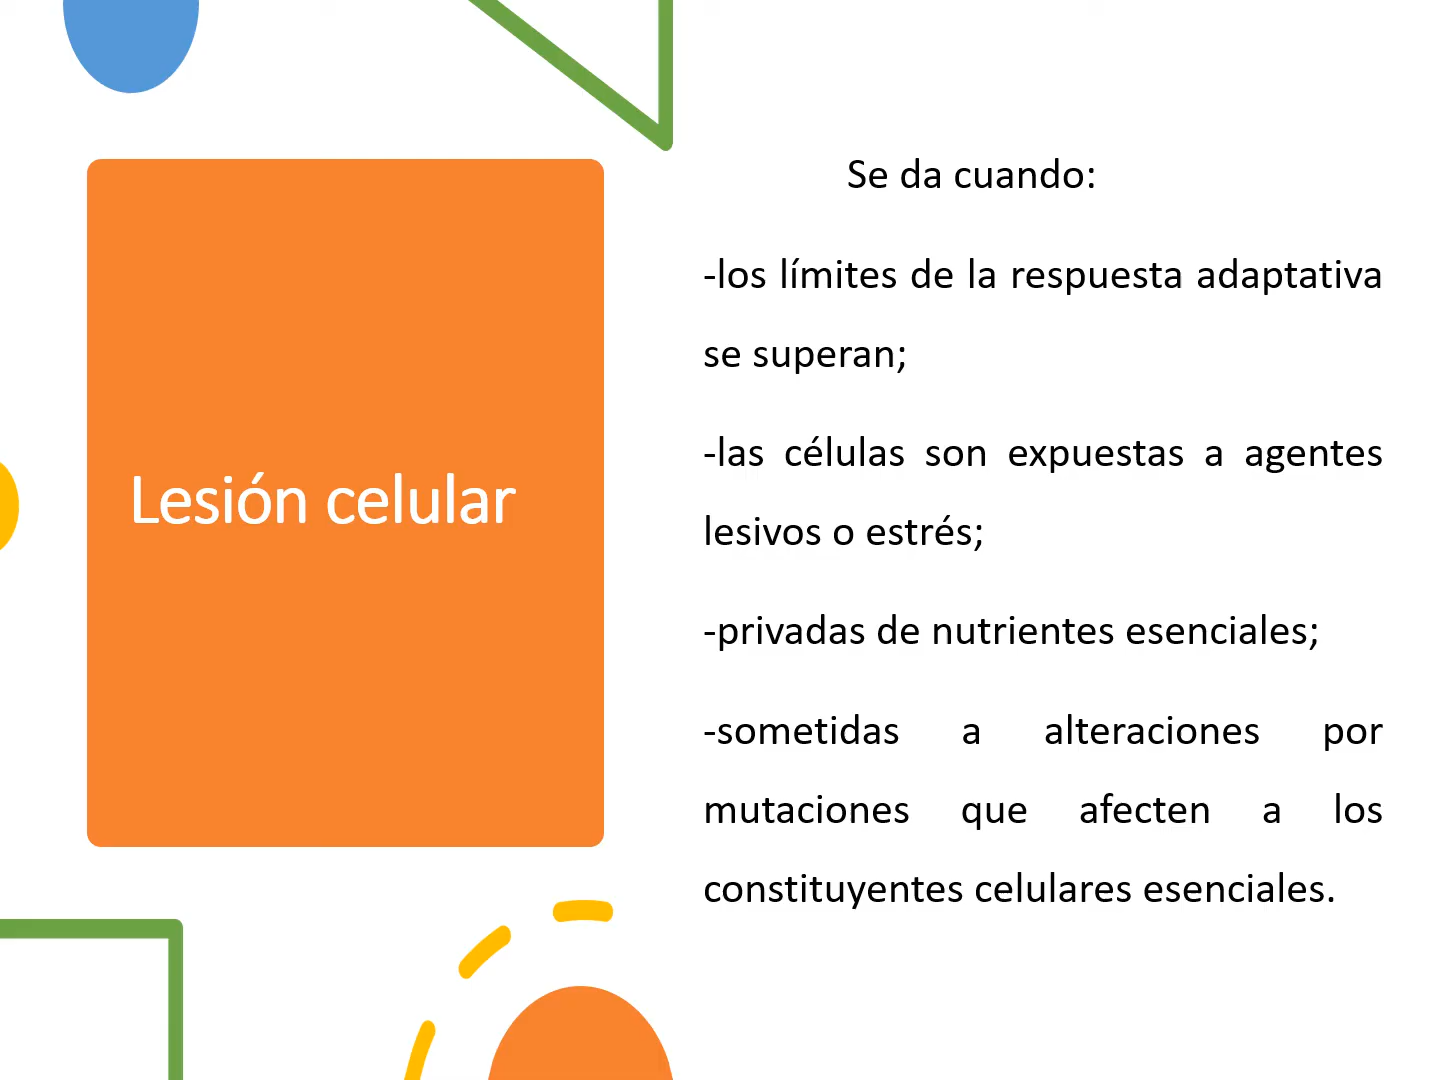 Lesión celular
Se da cuando:
-los límites de la respuesta adaptativa
se superan;
-las células son expuestas a agentes
lesivos o estrés;
-privadas de nutrientes esenciales;
-sometidas a alteraciones por
mutaciones que afecten a los
constituyentes celulares esenciales.